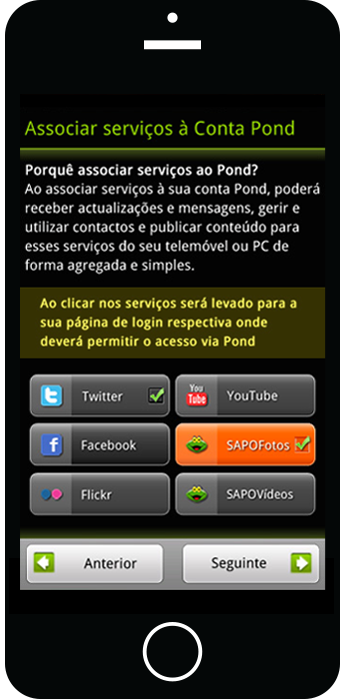 Associar serviços à Conta Pond
Porquê associar serviços ao Pond?
Ao associar serviços à sua conta Pond, poderá
receber actualizações e mensagens, gerir e
utilizar contactos e publicar conteúdo para
esses serviços do seu telemóvel ou PC de
forma agregada e simples.
Ao clicar nos serviços será levado para a
sua página de login respectiva onde
deverá permitir o acesso via Pond
Twitter
You Tube YouTube
Facebook
SAPOFotos
Flickr
SAPOVídeos
Anterior
Seguinte